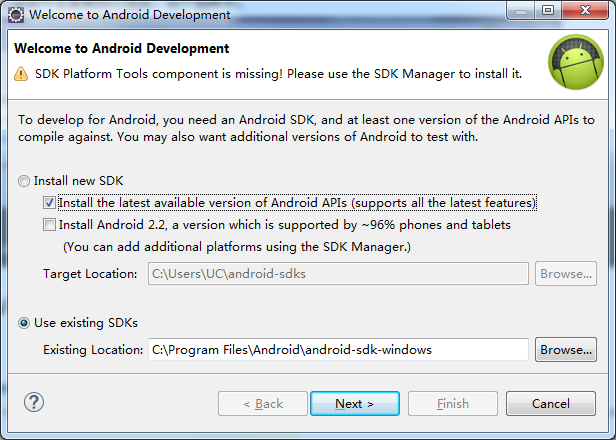 Welcome to Android Development
Welcome to Android Development
SDK Platform Tools component is missing! Please use the SDK Manager to install it.
To develop for Android, you need an Android SDK, and at least one version of the Android APIs to
compile against. You may also want additional versions of Android to test with.
Install new SDK
Install the latest available version of Android APIs (supports all the latest features)
Install Android 2.2, a version which is supported by ~96% phones and tablets
(You can add additional platforms using the SDK Manager.)
Target Location: C:\Users\UC\android-sdks Browse...
Use existing SDKs
Existing Location: C:\Program Files\Android\android-sdk-windows Browse...
? < Back Next > Finish Cancel